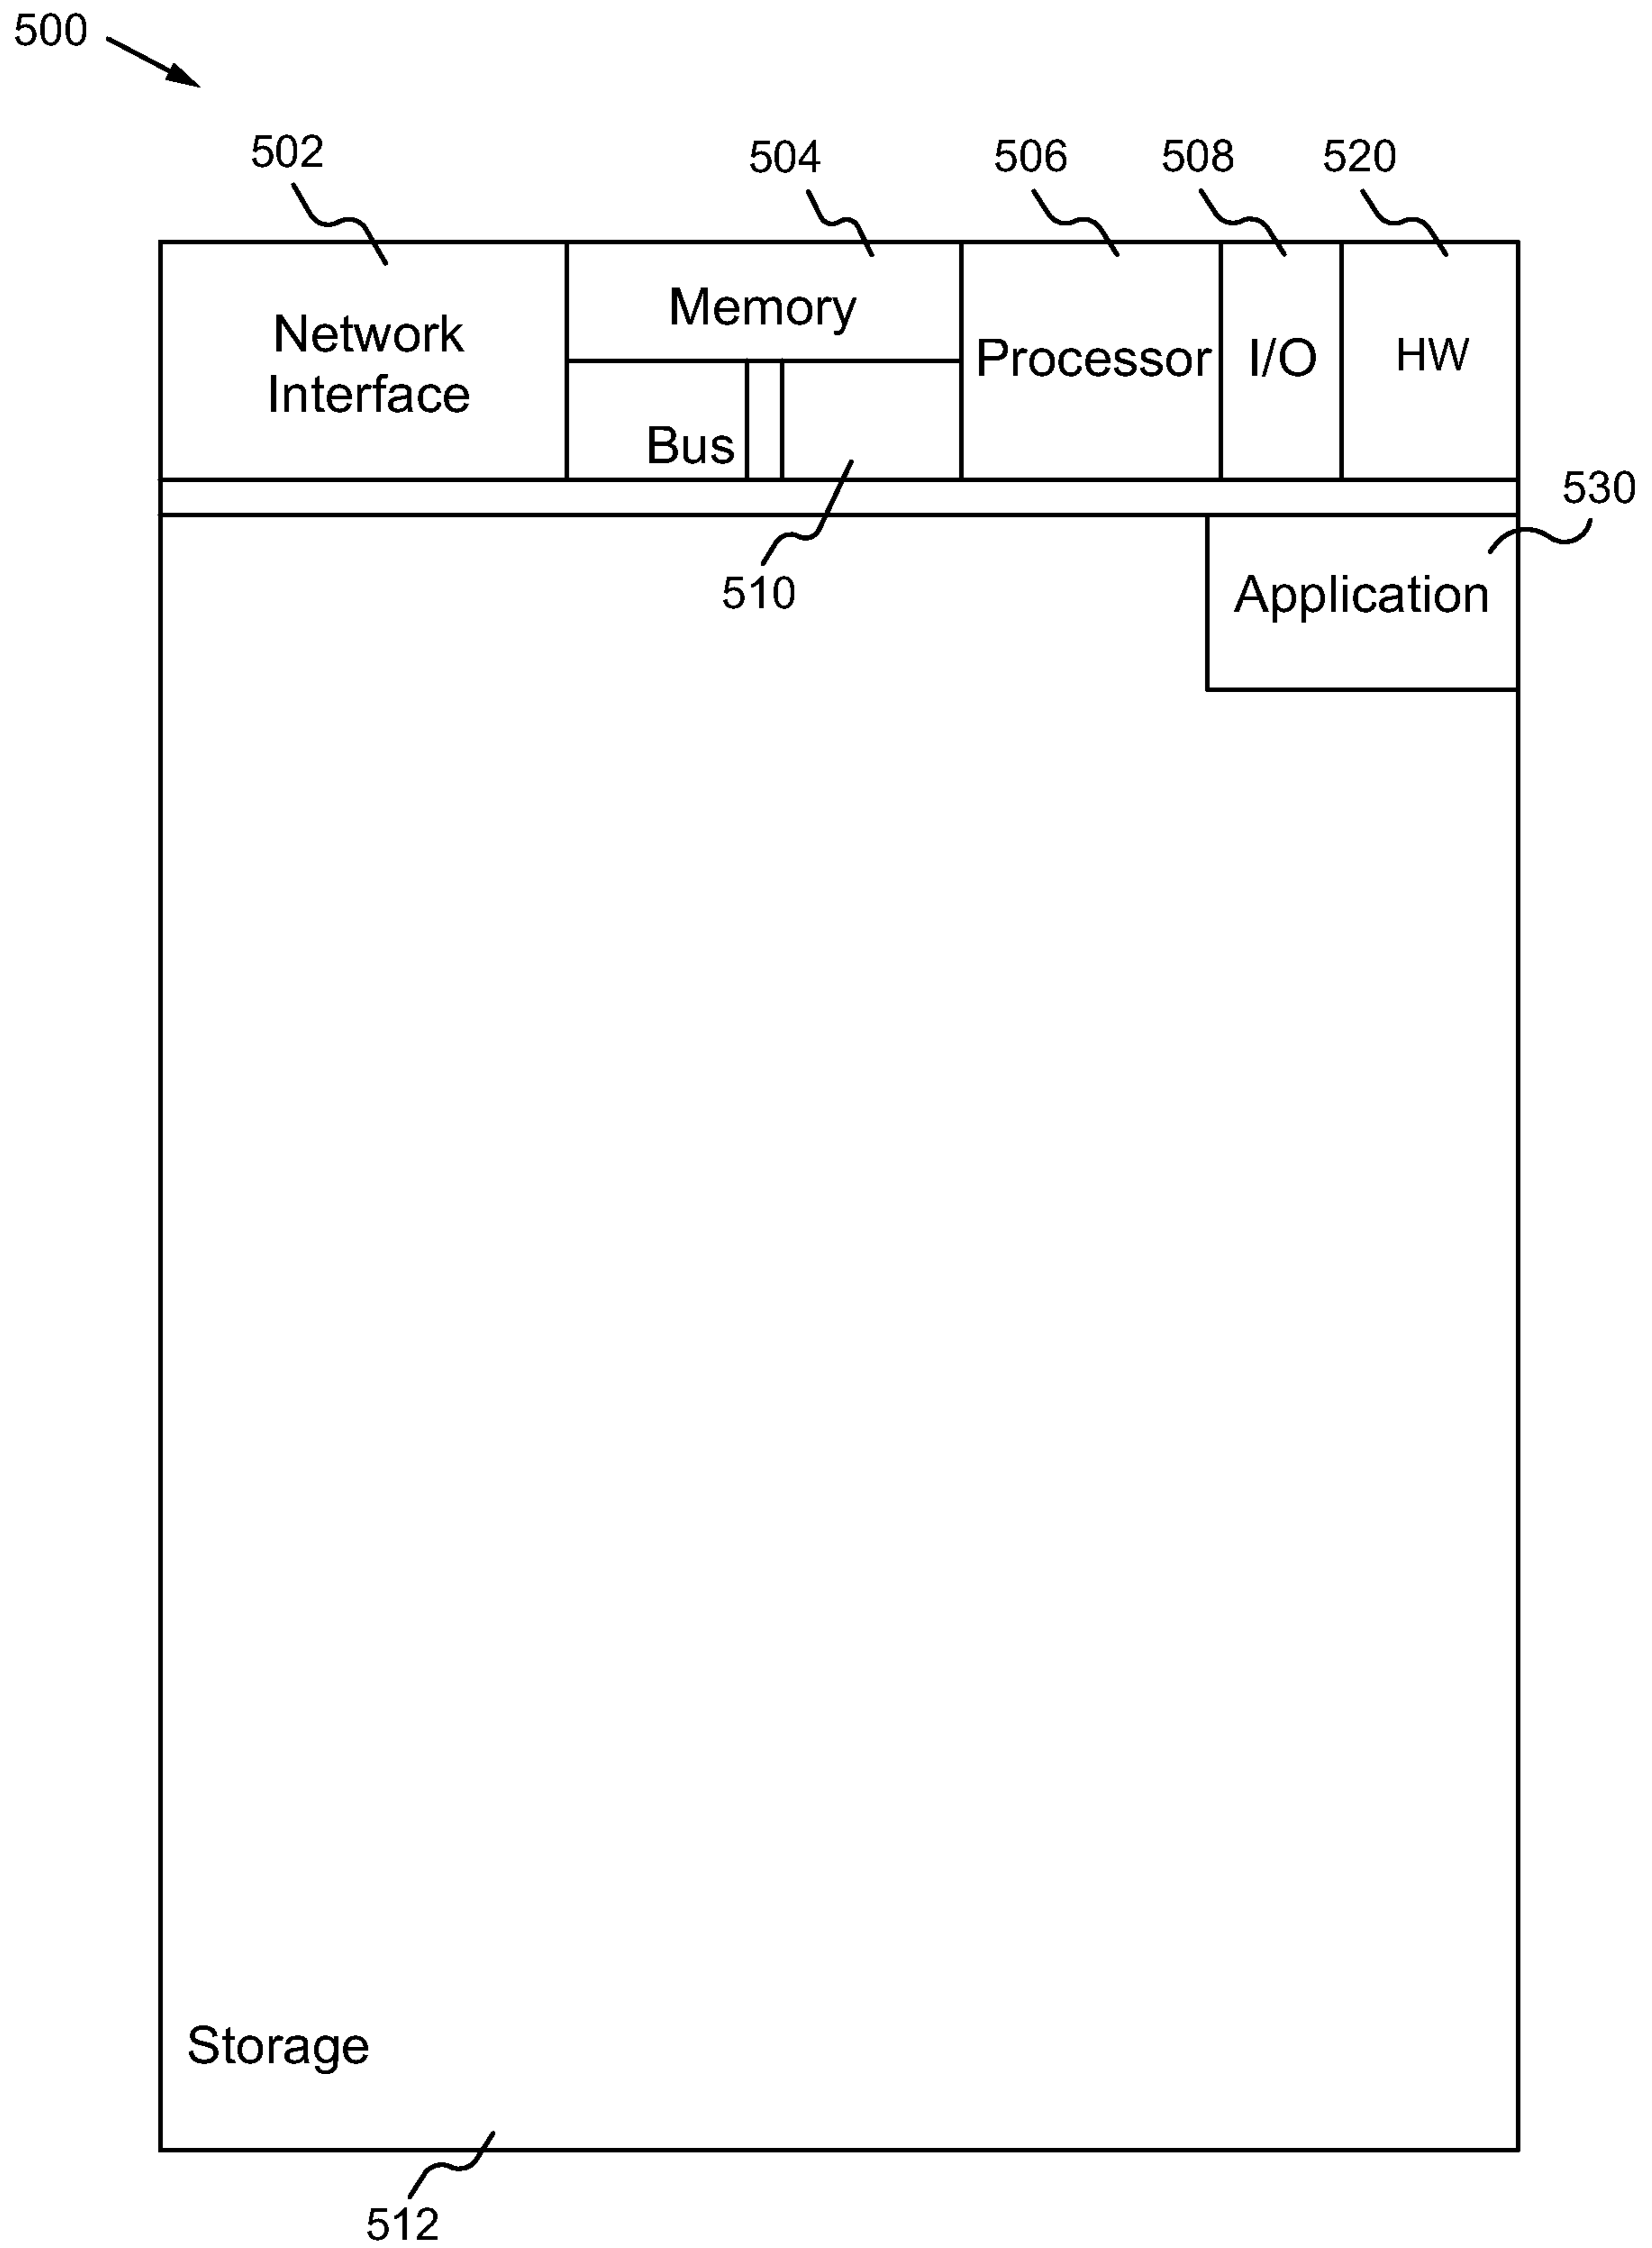 500
502
504
506
508
520
Network
Interface
Memory
Processor
I/O
HW
Bus
530
510
Application
Storage
512